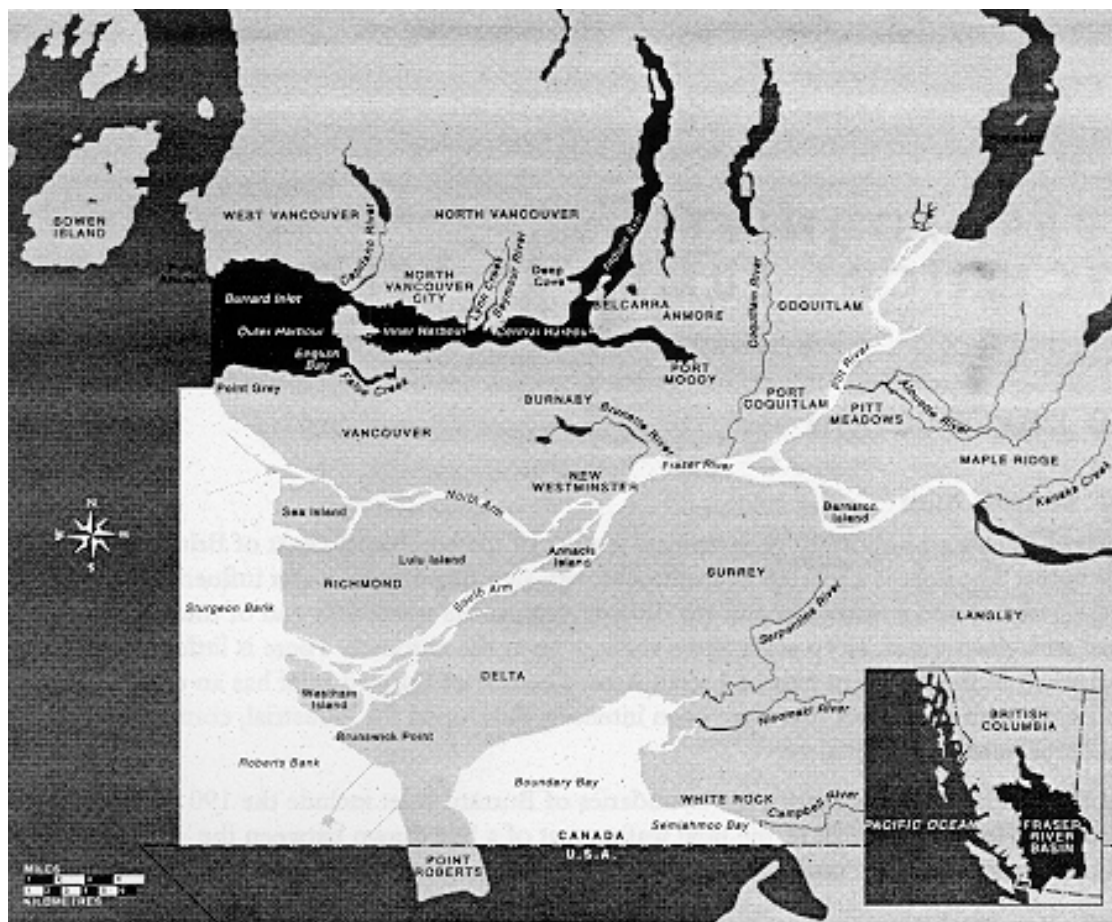 BOWEN
ISLAND
WEST VANCOUVER
NORTH VANCOUVER
Capilano River
NORTH
VANCOUVER
CITY
Lynn Creek
Seymour River
Deep
Cove
Indian Arm
BELCARRA
ANMORE
Coquitlam River
COQUITLAM
Burrard Inlet
Outer Harbour
Inner Harbour
Central Harbour
English
Bay
False Creek
Point Grey
PORT
MOODY
PORT
COQUITLAM
Pitt River
PITT
MEADOWS
Alouette River
BURNABY
Brunette River
VANCOUVER
Fraser River
MAPLE RIDGE
Kanaka Creek
NEW
WESTMINSTER
North Arm
Sea Island
Barnston
Island
N
S
Lulu Island
Annacis
Island
RICHMOND
South Arm
SURREY
Sturgeon Bank
Serpentine River
LANGLEY
DELTA
Westham
Island
Nicomekl River
Brunswick Point
Roberts Bank
Boundary Bay
WHITE ROCK
Campbell River
Semiahmoo Bay
CANADA
U.S.A.
POINT
ROBERTS
MILES
KILOMETRES
BRITISH
COLUMBIA
PACIFIC OCEAN
FRASER
RIVER
BASIN